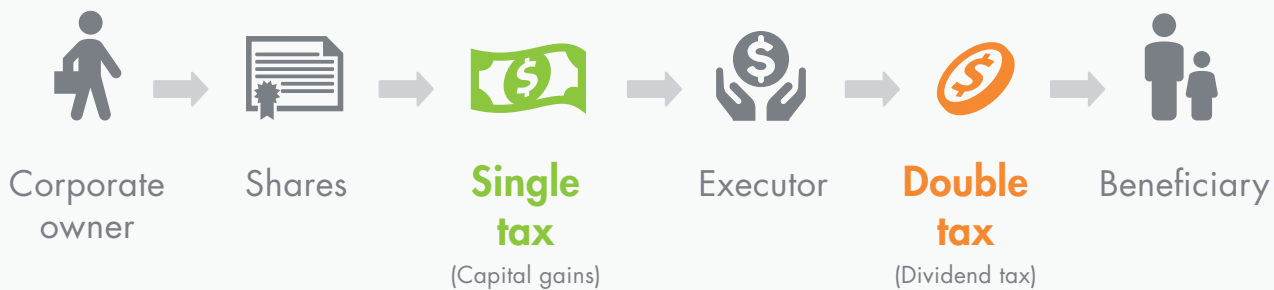 Corporate
owner
Shares
Single
tax
(Capital gains)
Executor
Double
tax
(Dividend tax)
Beneficiary